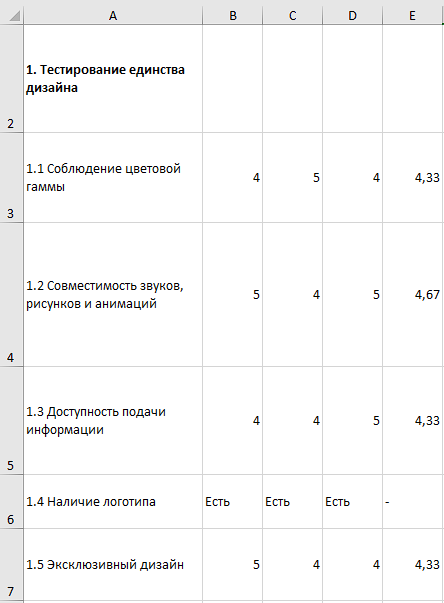 A B C D E
1. Тестирование единства
дизайна
2
1.1 Соблюдение цветовой
гаммы
4 5 4 4,33
3
1.2 Совместимость звуков,
рисунков и анимаций
5 4 5 4,67
4
1.3 Доступность подачи
информации
4 4 5 4,33
5
1.4 Наличие логотипа Есть Есть Есть -
6
1.5 Эксклюзивный дизайн 5 4 4 4,33
7